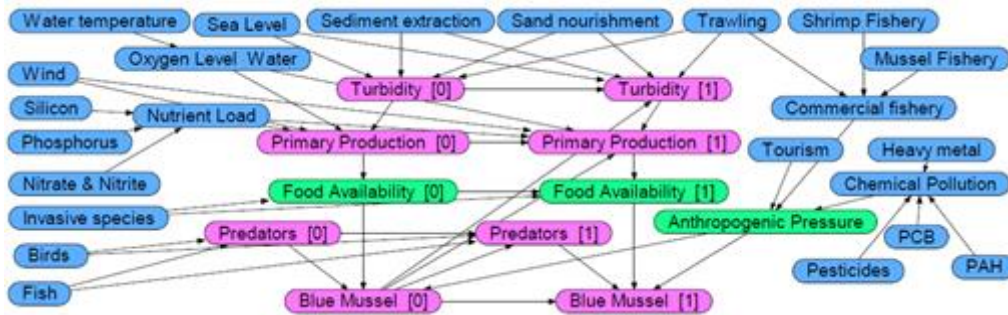 Water temperature
Sea Level
Sediment extraction
Sand nourishment
Trawling
Shrimp Fishery
Oxygen Level Water
Mussel Fishery
Wind
Turbidity [0]
Turbidity [1]
Silicon
Nutrient Load
Commercial fishery
Phosphorus
Primary Production [0]
Primary Production [1]
Tourism
Heavy metal
Nitrate & Nitrite
Food Availability [0]
Food Availability [1]
Chemical Pollution
Invasive species
Anthropogenic Pressure
Predators [0]
Predators [1]
PCB
Birds
Pesticides
PAH
Fish
Blue Mussel [0]
Blue Mussel [1]